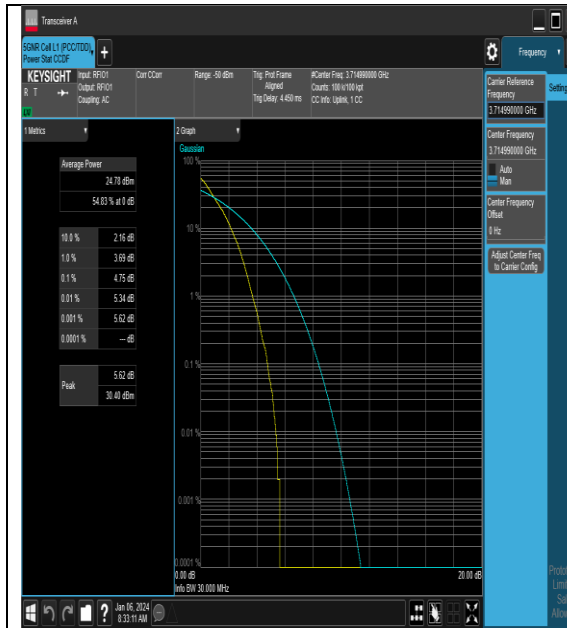 Transceiver A
5GNR Cell L1 (PCC/TDD),
Power Stat CCDF
Frequency
KEYSIGHT
R T
Input: RFIO1
Output: RFIO1
Coupling: AC
Corr CCorr
Range: -50 dBm
Trig: Prot Frame
Aligned
Trig Delay: 4.450 ms
#Center Freq: 3.714990000 GHz
Counts: 100 k/100 kpt
CC Info: Uplink, 1 CC
Carrier Reference
Frequency
3.714990000 GHz
Setting
1 Metrics
2 Graph
Center Frequency
3.714990000 GHz
Auto
Man
Center Frequency
Offset
0 Hz
Adjust Center Freq
to Carrier Config
Average Power
24.78 dBm
54.83 % at 0 dB
10.0 % 2.16 dB
1.0 % 3.69 dB
0.1 % 4.75 dB
0.01 % 5.34 dB
0.001 % 5.62 dB
0.0001 % --- dB
Peak
5.62 dB
30.40 dBm
Gaussian
100 %
10 %
1 %
0.1 %
0.01 %
0.001 %
0.0001 %
0.00 dB
20.00 dB
Info BW 30.000 MHz
Jan 06, 2024
8:33:11 AM